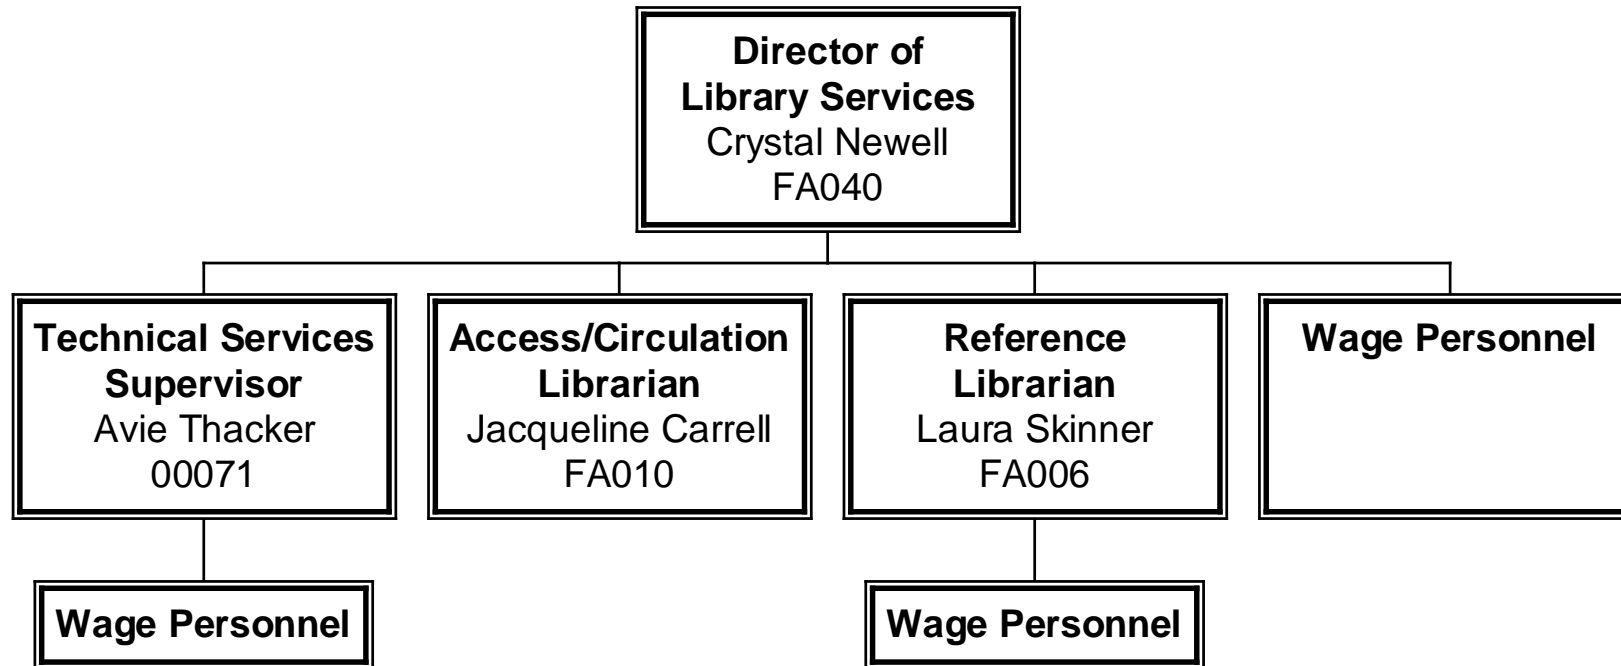 Director of
Library Services
Crystal Newell
FA040
Technical Services
Supervisor
Avie Thacker
00071
Access/Circulation
Librarian
Jacqueline Carrell
FA010
Reference
Librarian
Laura Skinner
FA006
Wage Personnel
Wage Personnel
Wage Personnel